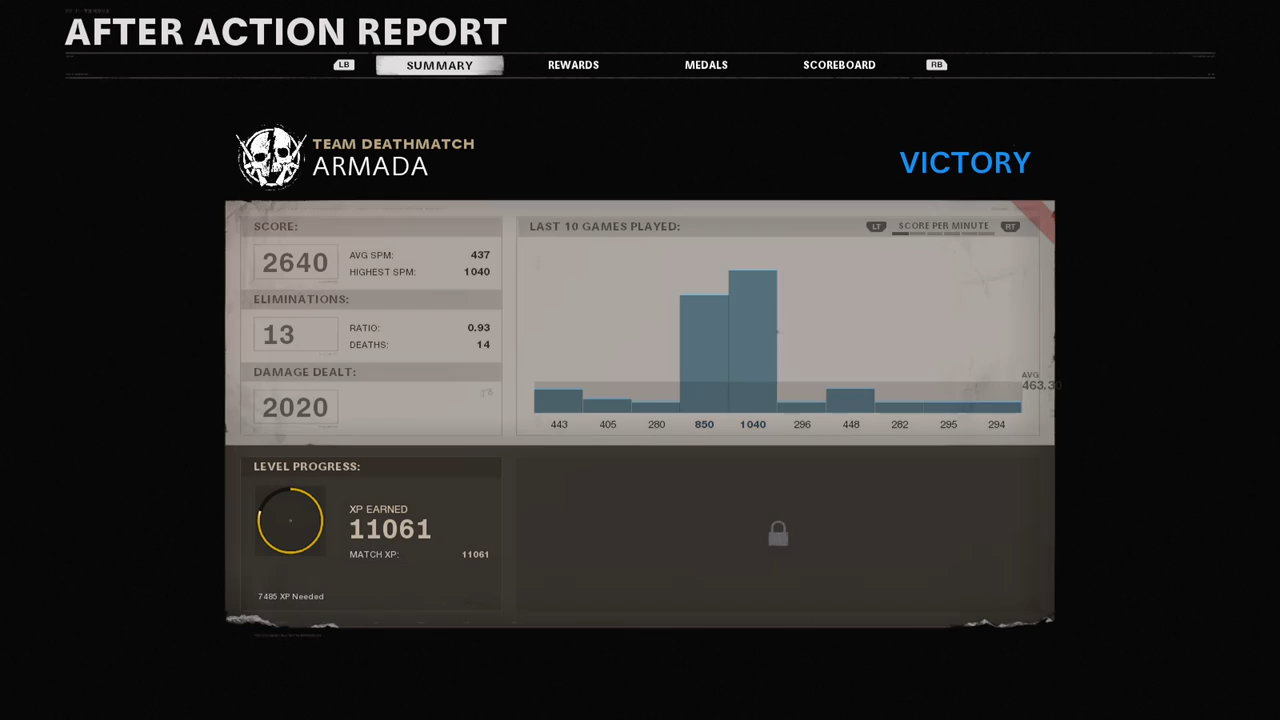 AFTER ACTION REPORT
LB SUMMARY REWARDS MEDALS SCOREBOARD RB
TEAM DEATHMATCH
ARMADA
VICTORY
SCORE:
2640
AVG SPM: 437
HIGHEST SPM: 1040
ELIMINATIONS:
13
RATIO: 0.93
DEATHS: 14
DAMAGE DEALT:
2020
LAST 10 GAMES PLAYED:
LT SCORE PER MINUTE RT
AVG
463.30
443 405 280 850 1040 296 448 282 295 294
LEVEL PROGRESS:
XP EARNED
11061
MATCH XP: 11061
7485 XP Needed